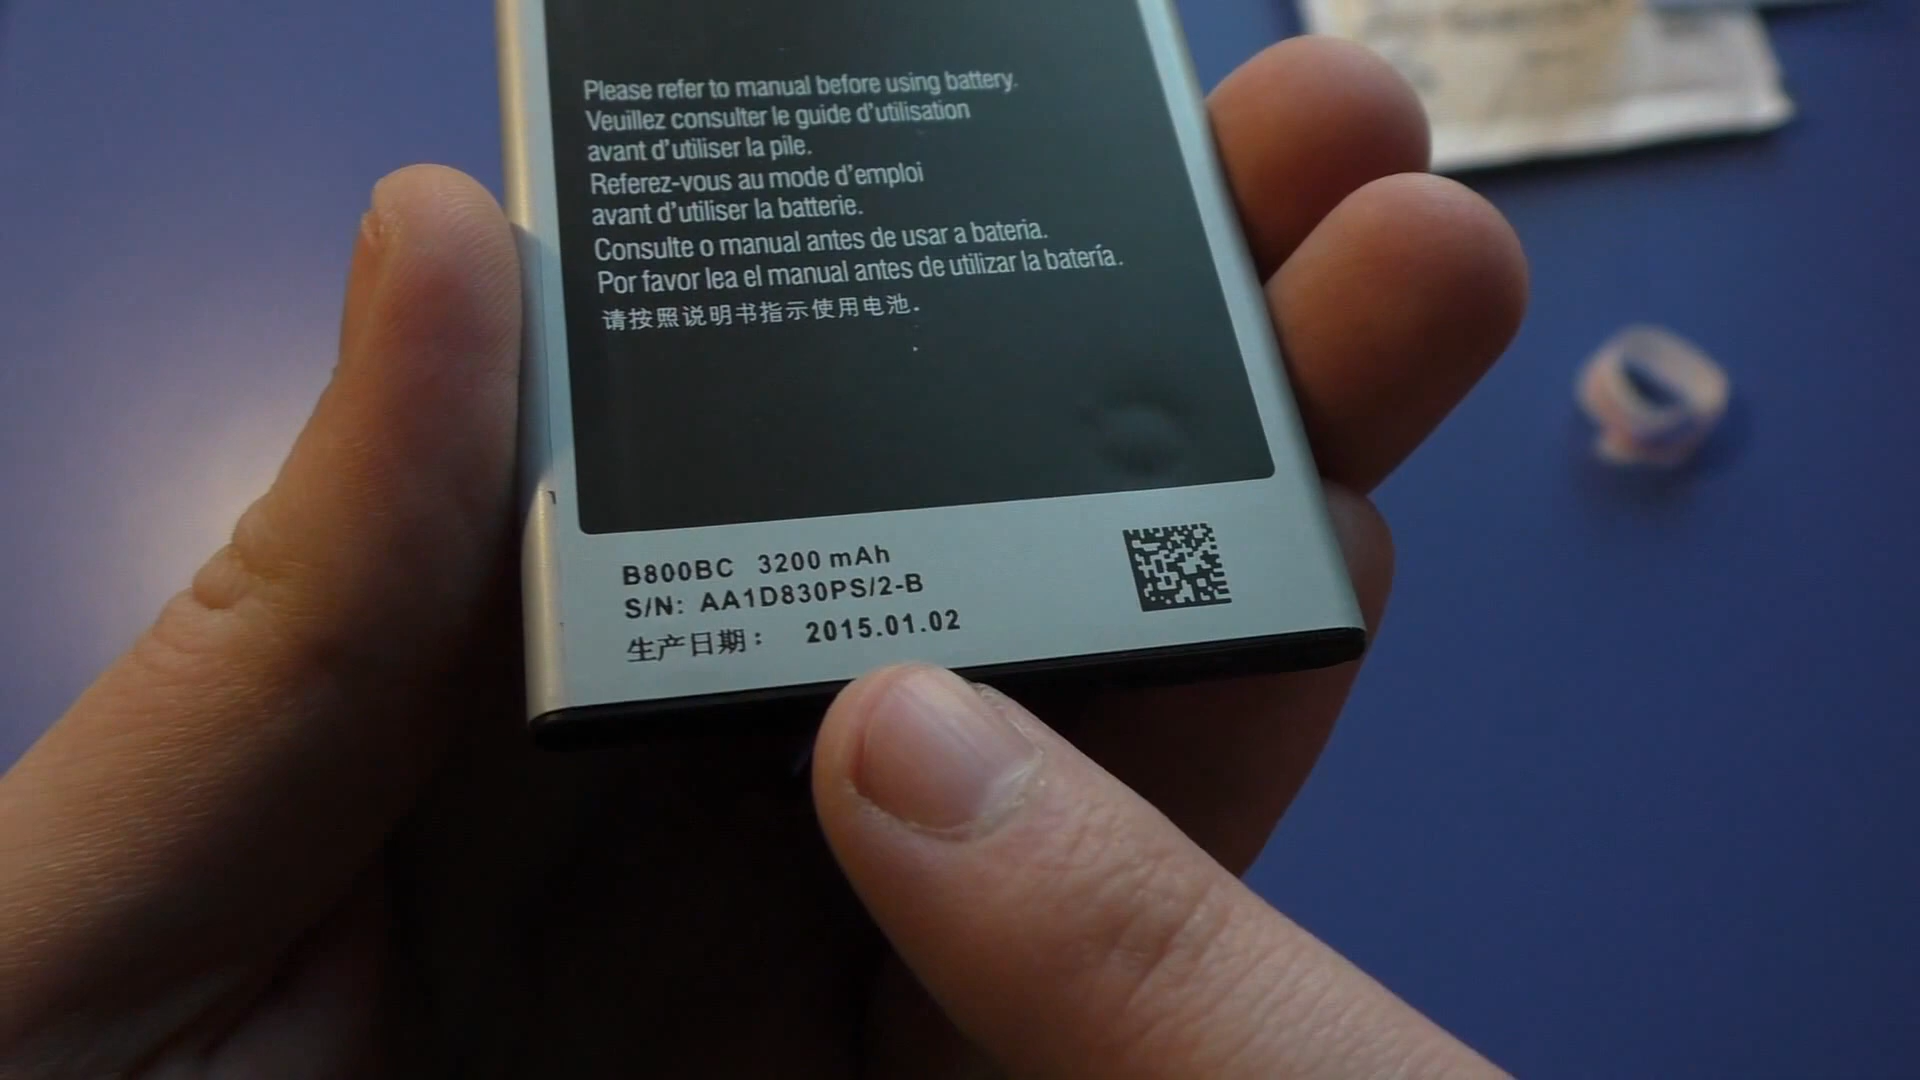 Please refer to manual before using battery.
Veuillez consulter le guide d'utilisation
avant d'utiliser la pile.
Referez-vous au mode d'emploi
avant d'utiliser la batterie.
Consulte o manual antes de usar a bateria.
Por favor lea el manual antes de utilizar la batería.
请按照说明书指示使用电池.
B800BC 3200 mAh
S/N: AA1D830PS/2-B
生产日期： 2015.01.02